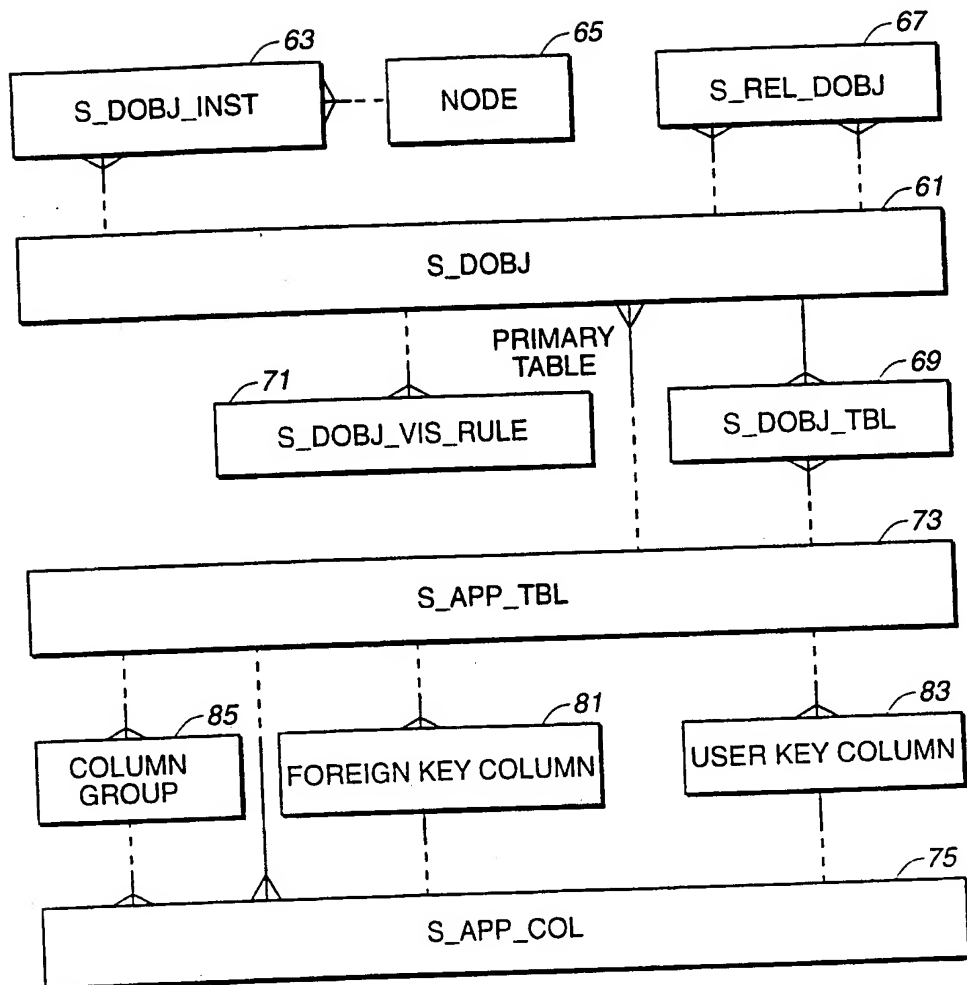 63
65
67
S_DOBJ_INST
NODE
S_REL_DOBJ
61
S_DOBJ
PRIMARY
TABLE
71
69
S_DOBJ_VIS_RULE
S_DOBJ_TBL
73
S_APP_TBL
85
81
83
COLUMN
GROUP
FOREIGN KEY COLUMN
USER KEY COLUMN
75
S_APP_COL